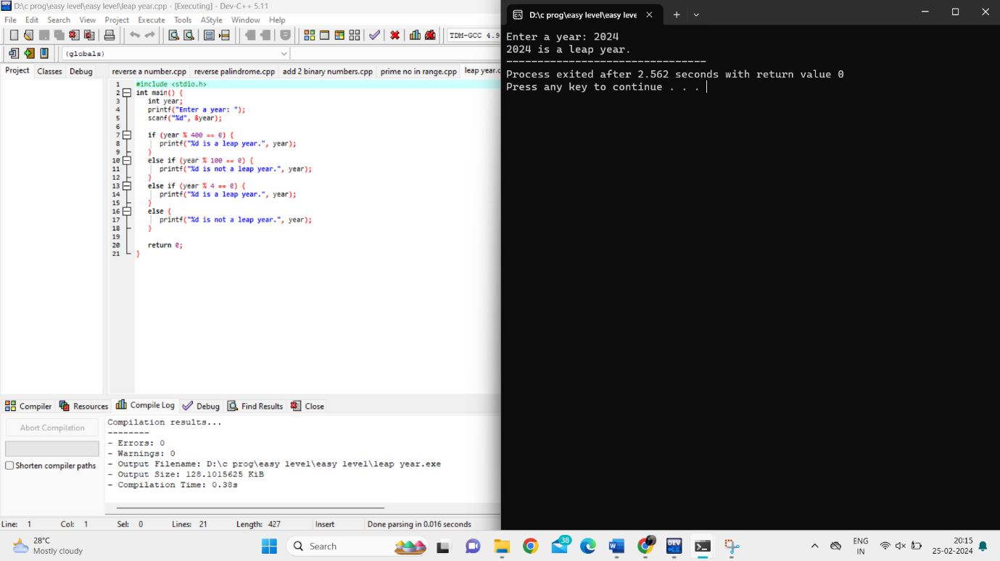 D:\c prog\easy level\easy level\leap year.cpp - [Executing] - Dev-C++ 5.11
File Edit Search View Project Execute Tools AStyle Window Help
TDM-GCC 4.9
(globals)
Project Classes Debug
reverse a number.cpp reverse palindrome.cpp add 2 binary numbers.cpp prime no in range.cpp leap year.c
1 #include <stdio.h>
2 int main() {
3 int year;
4 printf("Enter a year: ");
5 scanf("%d", &year);
6
7 if (year % 400 == 0) {
8 printf("%d is a leap year.", year);
9 }
10 else if (year % 100 == 0) {
11 printf("%d is not a leap year.", year);
12 }
13 else if (year % 4 == 0) {
14 printf("%d is a leap year.", year);
15 }
16 else {
17 printf("%d is not a leap year.", year);
18 }
19
20 return 0;
21 }
Compiler Resources Compile Log Debug Find Results Close
Abort Compilation
Shorten compiler paths
Compilation results...
--------
- Errors: 0
- Warnings: 0
- Output Filename: D:\c prog\easy level\easy level\leap year.exe
- Output Size: 128.1015625 KiB
- Compilation Time: 0.38s
Line: 1 Col: 1 Sel: 0 Lines: 21 Length: 427 Insert Done parsing in 0.016 seconds
D:\c prog\easy level\easy leve
Enter a year: 2024
2024 is a leap year.
--------------------------------
Process exited after 2.562 seconds with return value 0
Press any key to continue . . .
28°C
Mostly cloudy
Search
38
DEV
ENG
IN
20:15
25-02-2024